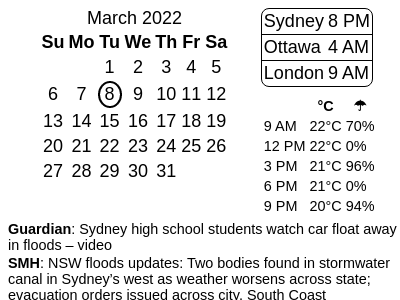 March 2022
Su Mo Tu We Th Fr Sa
1 2 3 4 5
6 7 8 9 10 11 12
13 14 15 16 17 18 19
20 21 22 23 24 25 26
27 28 29 30 31
Sydney 8 PM
Ottawa 4 AM
London 9 AM
°C ☂
9 AM 22°C 70%
12 PM 22°C 0%
3 PM 21°C 96%
6 PM 21°C 0%
9 PM 20°C 94%
Guardian: Sydney high school students watch car float away
in floods – video
SMH: NSW floods updates: Two bodies found in stormwater
canal in Sydney’s west as weather worsens across state;
evacuation orders issued across city, South Coast